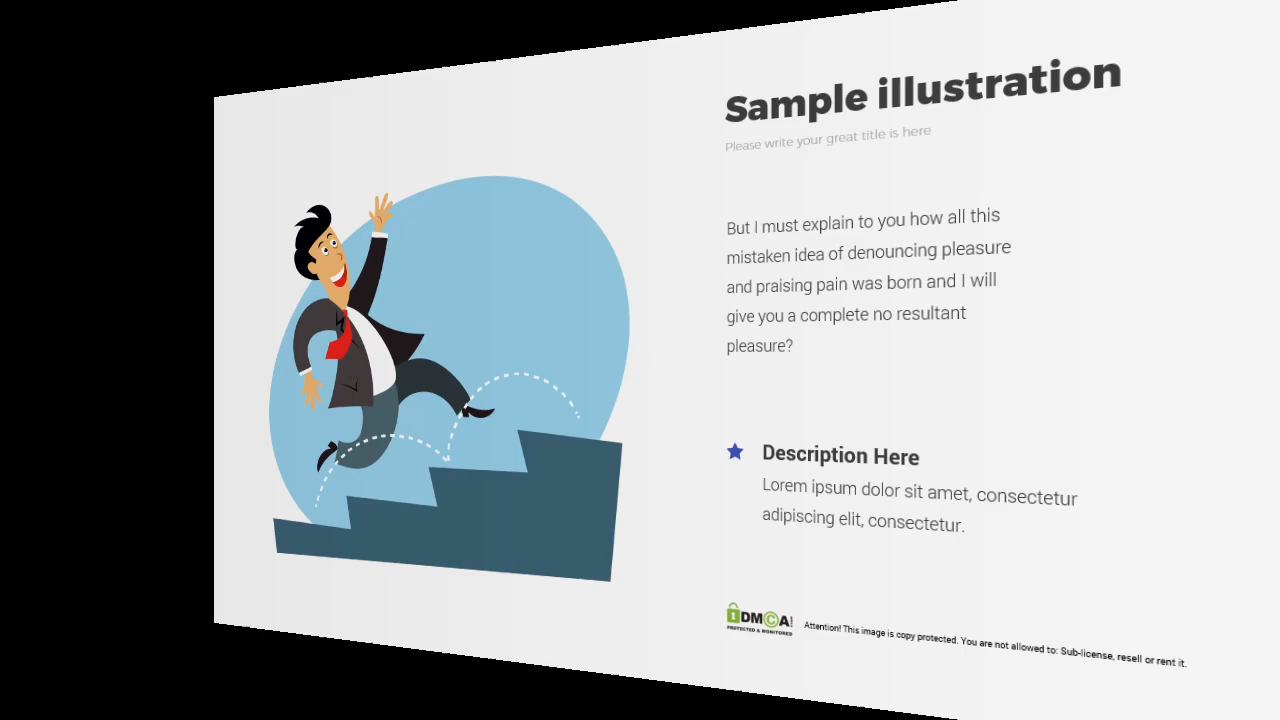 Sample illustration
Please write your great title is here
But I must explain to you how all this
mistaken idea of denouncing pleasure
and praising pain was born and I will
give you a complete no resultant
pleasure?
Description Here
Lorem ipsum dolor sit amet, consectetur
adipiscing elit, consectetur.
DMCA
PROTECTED & MONITORED
Attention! This image is copy protected. You are not allowed to: Sub-license, resell or rent it.